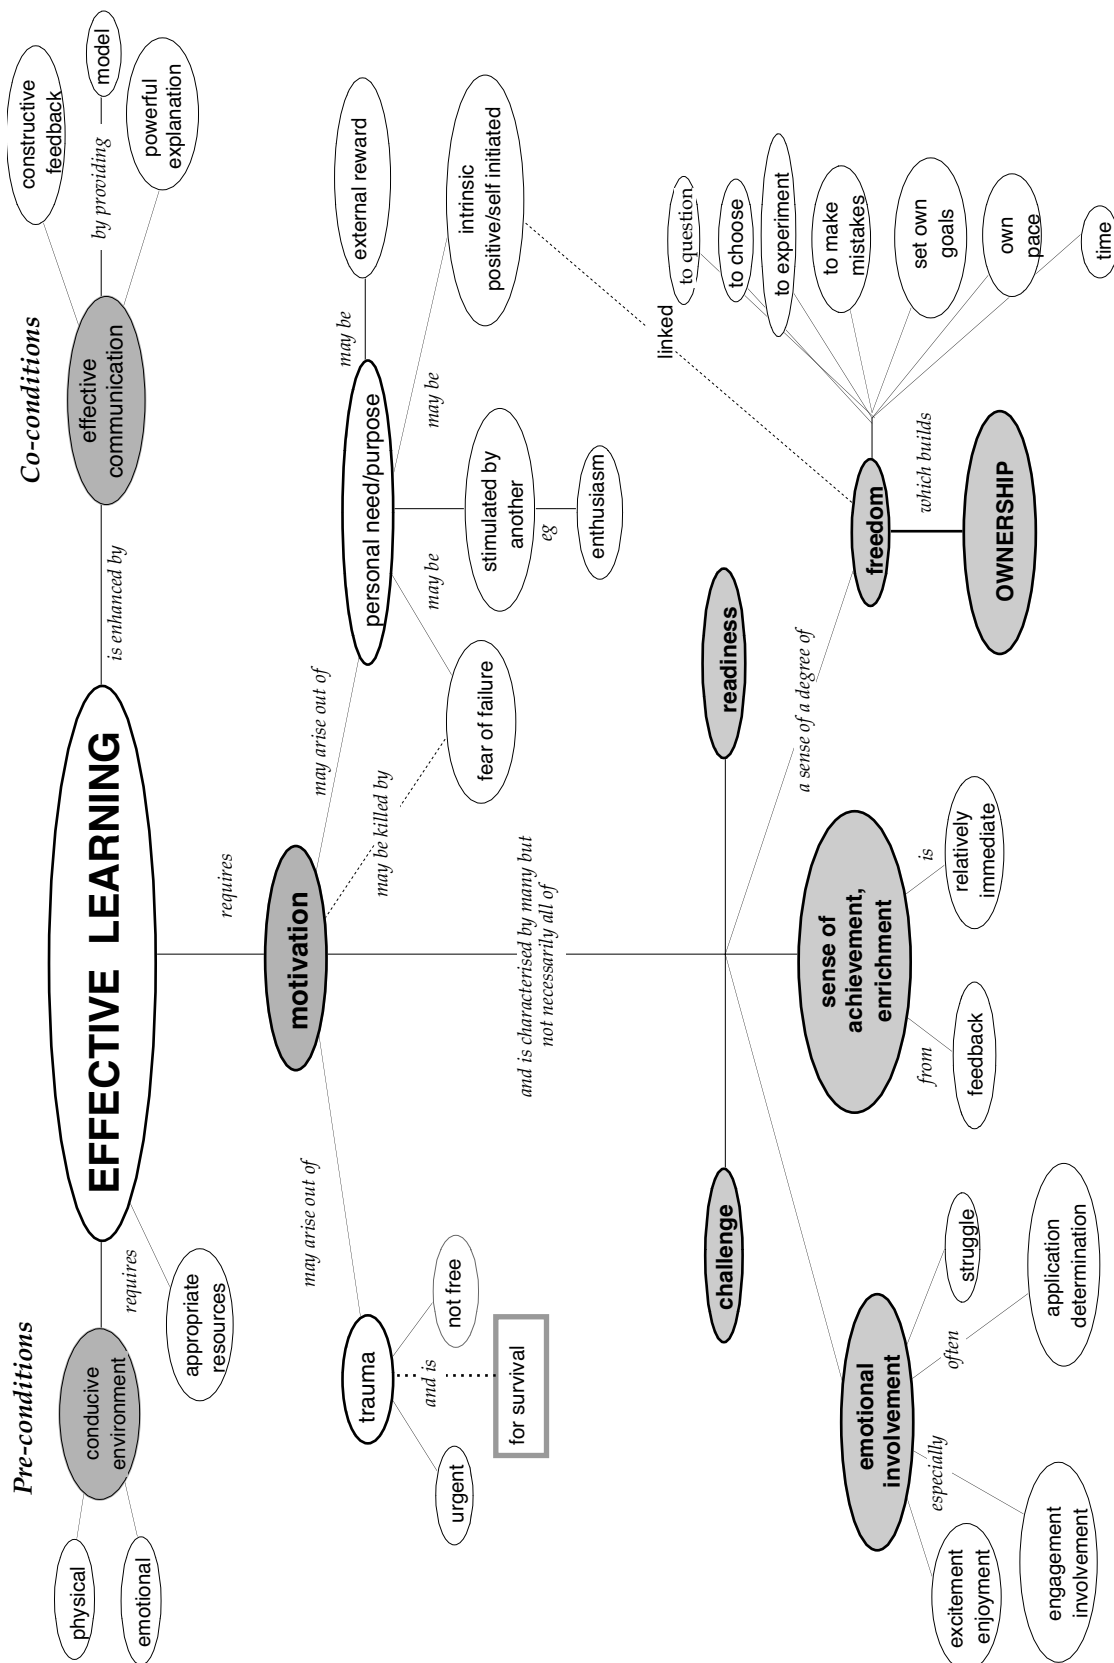 Pre-conditions
Co-conditions
physical
emotional
conducive
environment
requires
appropriate
resources
EFFECTIVE LEARNING
is enhanced by
effective
communication
by providing
constructive
feedback
model
powerful
explanation
requires
motivation
may arise out of
trauma
urgent
and is
not free
for survival
may arise out of
personal need/purpose
may be
external reward
may be
intrinsic
positive/self initiated
stimulated by
another
eg
enthusiasm
may be
fear of failure
may be killed by
and is characterised by many but
not necessarily all of
challenge
readiness
emotional
involvement
excitement
enjoyment
especially
engagement
involvement
often
struggle
application
determination
sense of
achievement,
enrichment
from
feedback
is
relatively
immediate
a sense of a degree of
freedom
which builds
OWNERSHIP
linked
to question
to choose
to experiment
to make
mistakes
set own
goals
own
pace
time